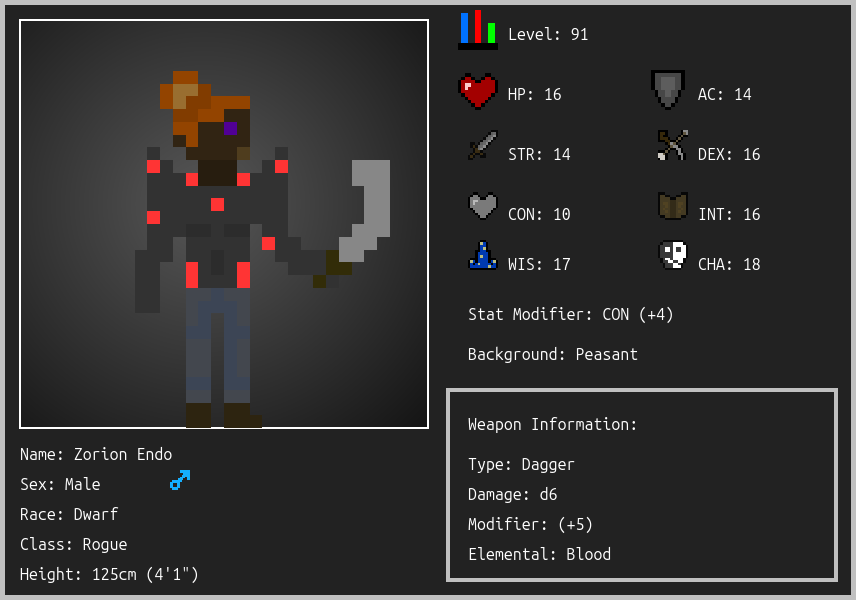 Level: 91
HP: 16
AC: 14
STR: 14
DEX: 16
CON: 10
INT: 16
WIS: 17
CHA: 18
Stat Modifier: CON (+4)
Background: Peasant
Weapon Information:
Type: Dagger
Damage: d6
Modifier: (+5)
Elemental: Blood
Name: Zorion Endo
Sex: Male
Race: Dwarf
Class: Rogue
Height: 125cm (4'1")